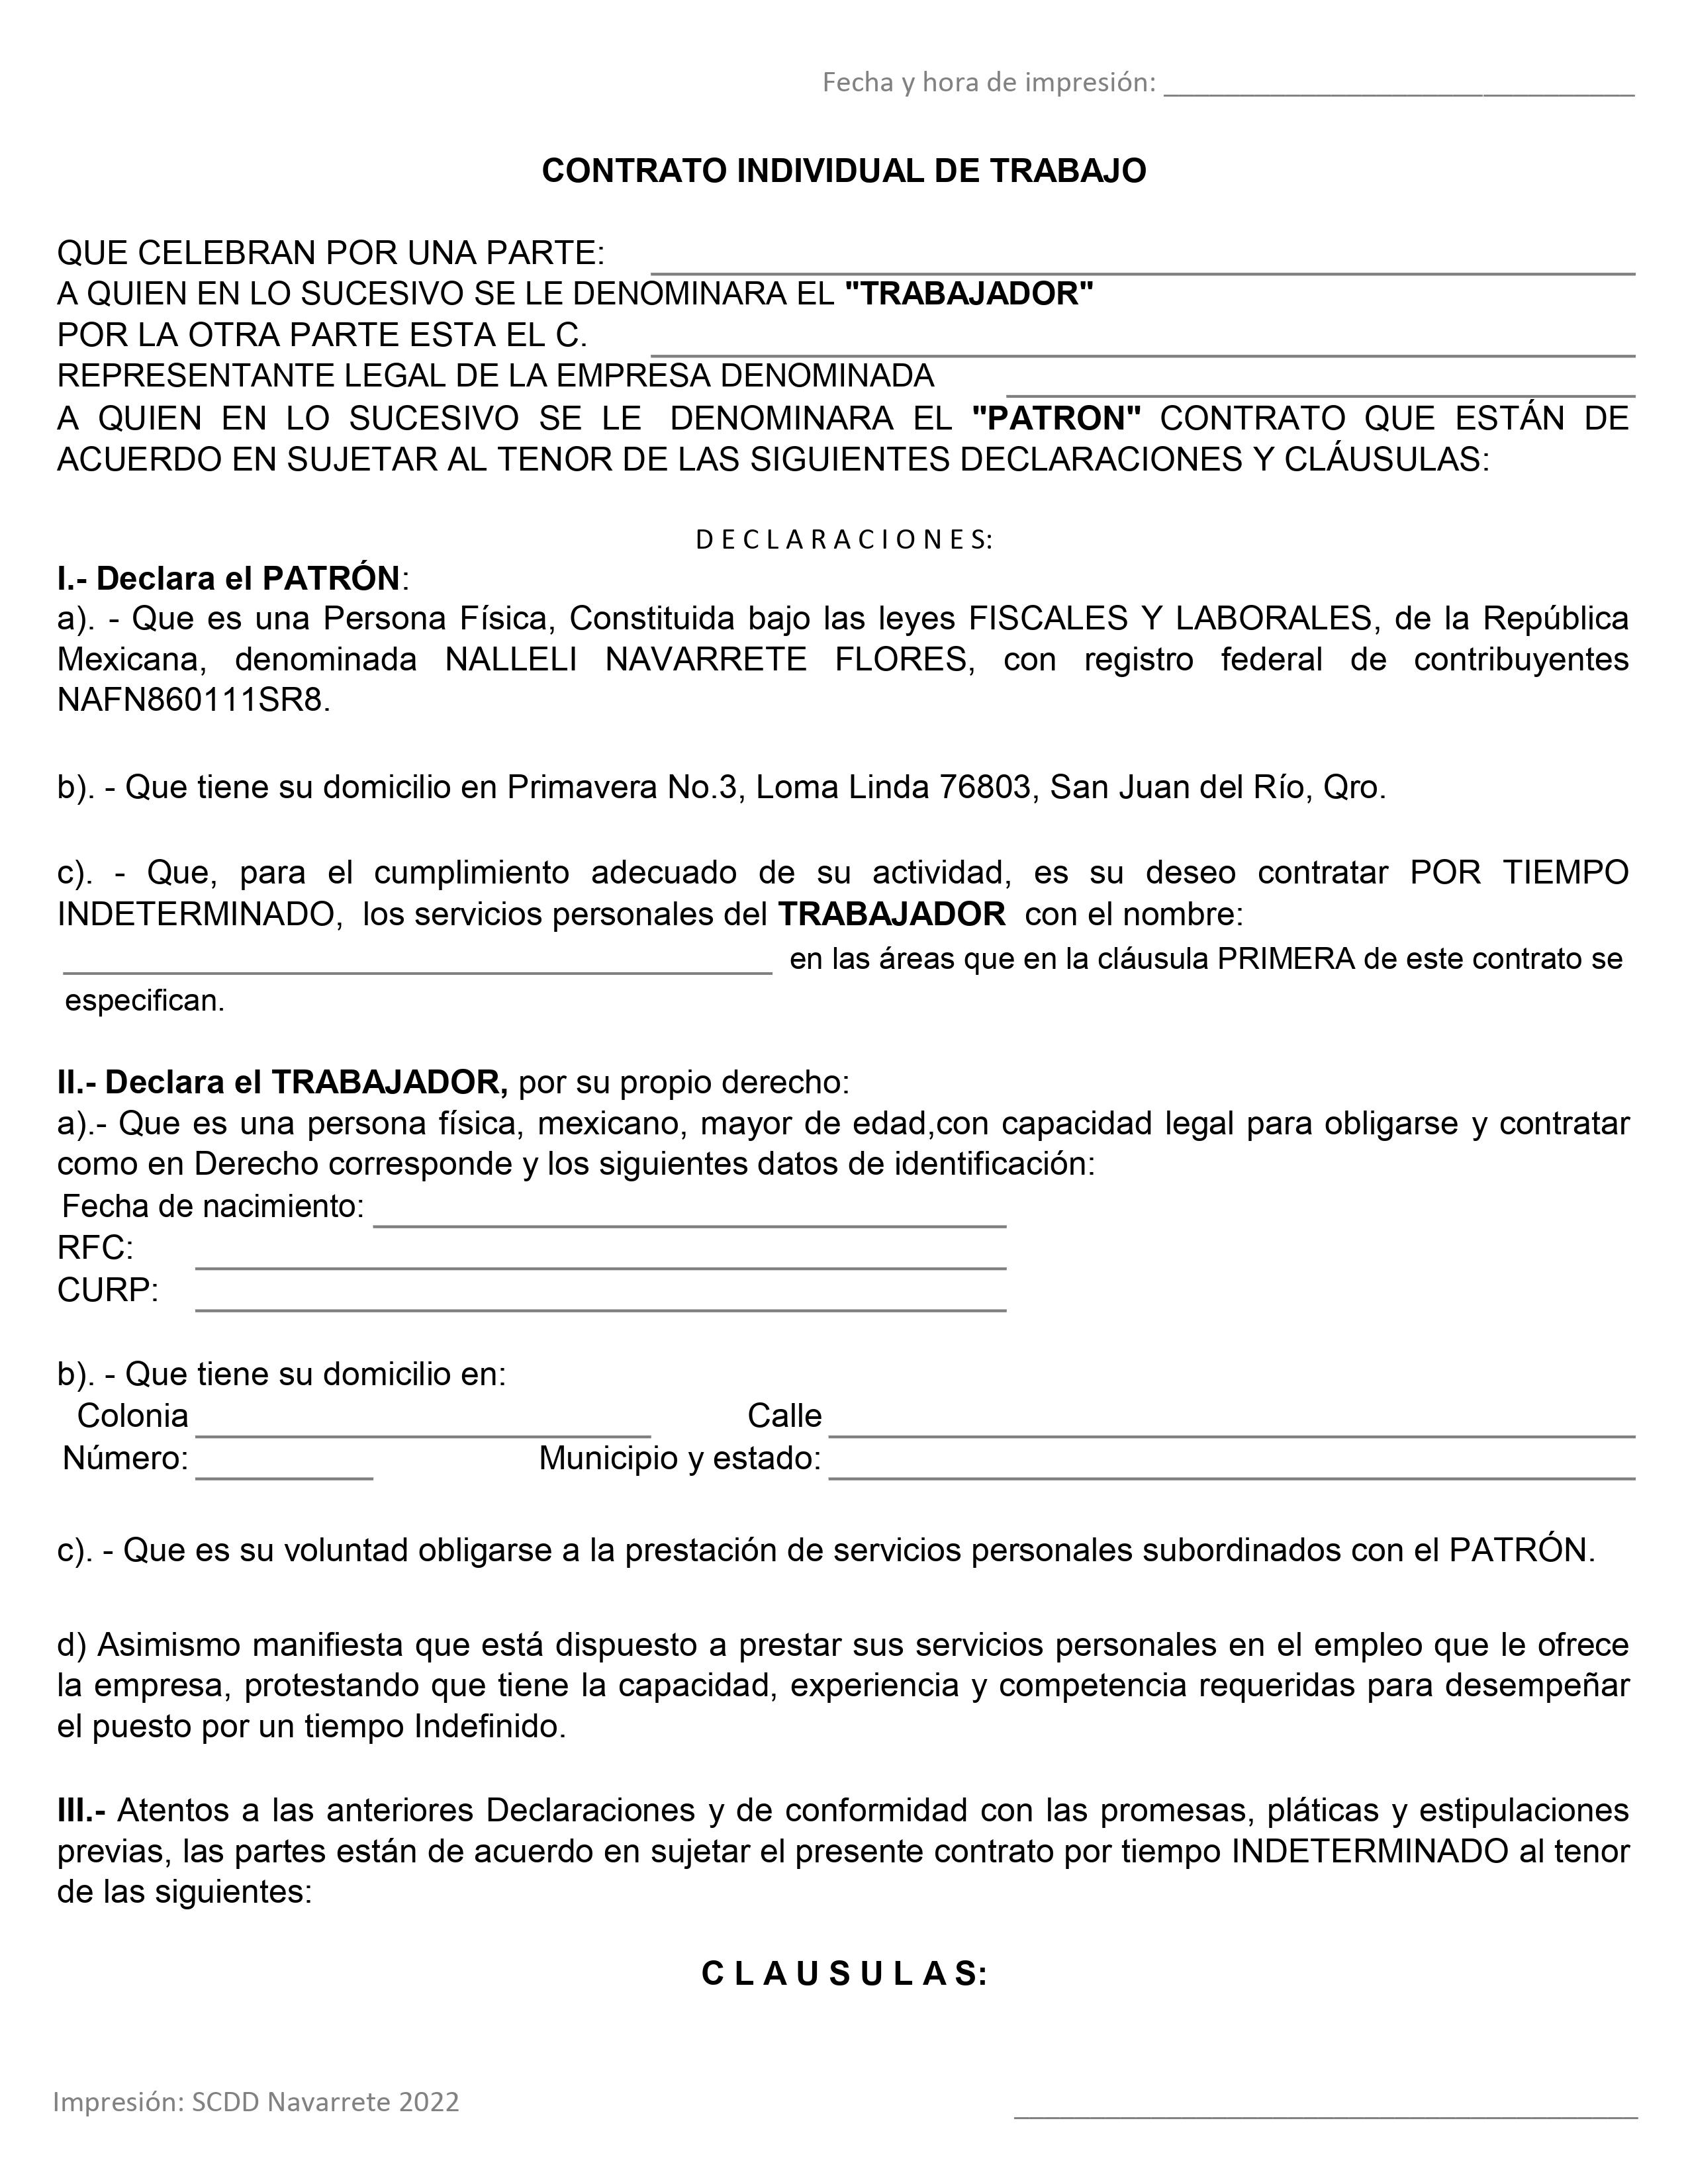 Fecha y hora de impresión: ______________________________
CONTRATO INDIVIDUAL DE TRABAJO
QUE CELEBRAN POR UNA PARTE:
A QUIEN EN LO SUCESIVO SE LE DENOMINARA EL "TRABAJADOR"
POR LA OTRA PARTE ESTA EL C.
REPRESENTANTE LEGAL DE LA EMPRESA DENOMINADA
A QUIEN EN LO SUCESIVO SE LE DENOMINARA EL "PATRON" CONTRATO QUE ESTÁN DE
ACUERDO EN SUJETAR AL TENOR DE LAS SIGUIENTES DECLARACIONES Y CLÁUSULAS:
D E C L A R A C I O N E S:
I.- Declara el PATRÓN:
a). - Que es una Persona Física, Constituida bajo las leyes FISCALES Y LABORALES, de la República
Mexicana, denominada NALLELI NAVARRETE FLORES, con registro federal de contribuyentes
NAFN860111SR8.
b). - Que tiene su domicilio en Primavera No.3, Loma Linda 76803, San Juan del Río, Qro.
c). - Que, para el cumplimiento adecuado de su actividad, es su deseo contratar POR TIEMPO
INDETERMINADO, los servicios personales del TRABAJADOR con el nombre:
en las áreas que en la cláusula PRIMERA de este contrato se
especifican.
II.- Declara el TRABAJADOR, por su propio derecho:
a).- Que es una persona física, mexicano, mayor de edad,con capacidad legal para obligarse y contratar
como en Derecho corresponde y los siguientes datos de identificación:
Fecha de nacimiento:
RFC:
CURP:
b). - Que tiene su domicilio en:
Colonia Calle
Número: Municipio y estado:
c). - Que es su voluntad obligarse a la prestación de servicios personales subordinados con el PATRÓN.
d) Asimismo manifiesta que está dispuesto a prestar sus servicios personales en el empleo que le ofrece
la empresa, protestando que tiene la capacidad, experiencia y competencia requeridas para desempeñar
el puesto por un tiempo Indefinido.
III.- Atentos a las anteriores Declaraciones y de conformidad con las promesas, pláticas y estipulaciones
previas, las partes están de acuerdo en sujetar el presente contrato por tiempo INDETERMINADO al tenor
de las siguientes:
C L A U S U L A S:
Impresión: SCDD Navarrete 2022